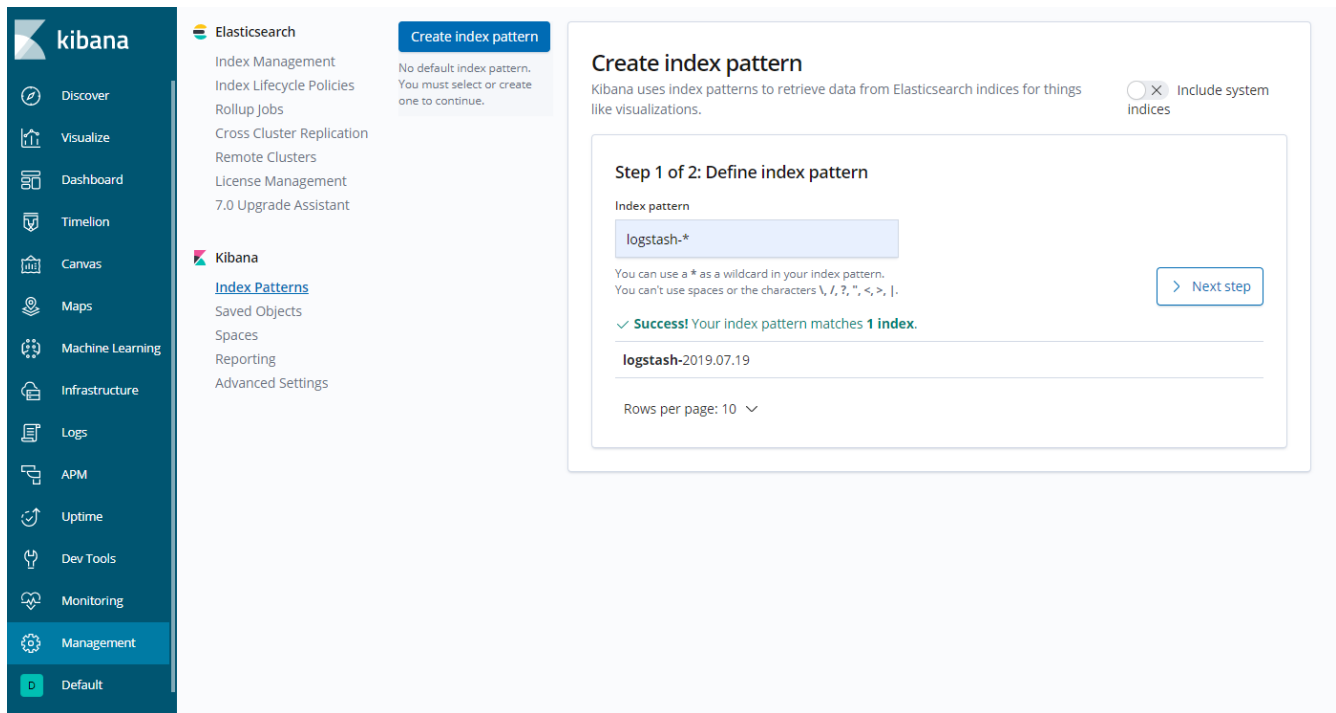 kibana
Discover
Visualize
Dashboard
Timelion
Canvas
Maps
Machine Learning
Infrastructure
Logs
APM
Uptime
Dev Tools
Monitoring
Management
D Default
Elasticsearch
Index Management
Index Lifecycle Policies
Rollup Jobs
Cross Cluster Replication
Remote Clusters
License Management
7.0 Upgrade Assistant
Kibana
Index Patterns
Saved Objects
Spaces
Reporting
Advanced Settings
Create index pattern
No default index pattern.
You must select or create
one to continue.
Create index pattern
Kibana uses index patterns to retrieve data from Elasticsearch indices for things
like visualizations.
Include system
indices
Step 1 of 2: Define index pattern
Index pattern
logstash-*
You can use a * as a wildcard in your index pattern.
You can't use spaces or the characters \, /, ?, ", <, >, |.
Next step
Success! Your index pattern matches 1 index.
logstash-2019.07.19
Rows per page: 10